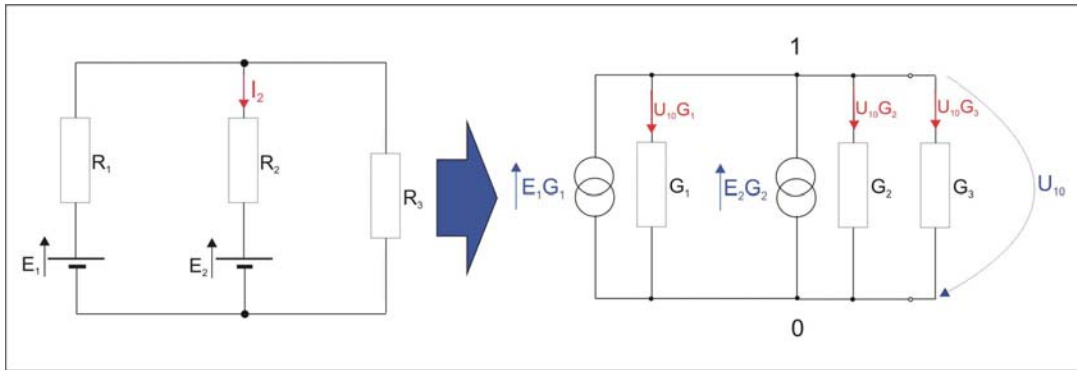 I₂
R₁
R₂
R₃
E₁
E₂
1
U₁₀G₁
U₁₀G₂
U₁₀G₃
E₁G₁
G₁
E₂G₂
G₂
G₃
U₁₀
0